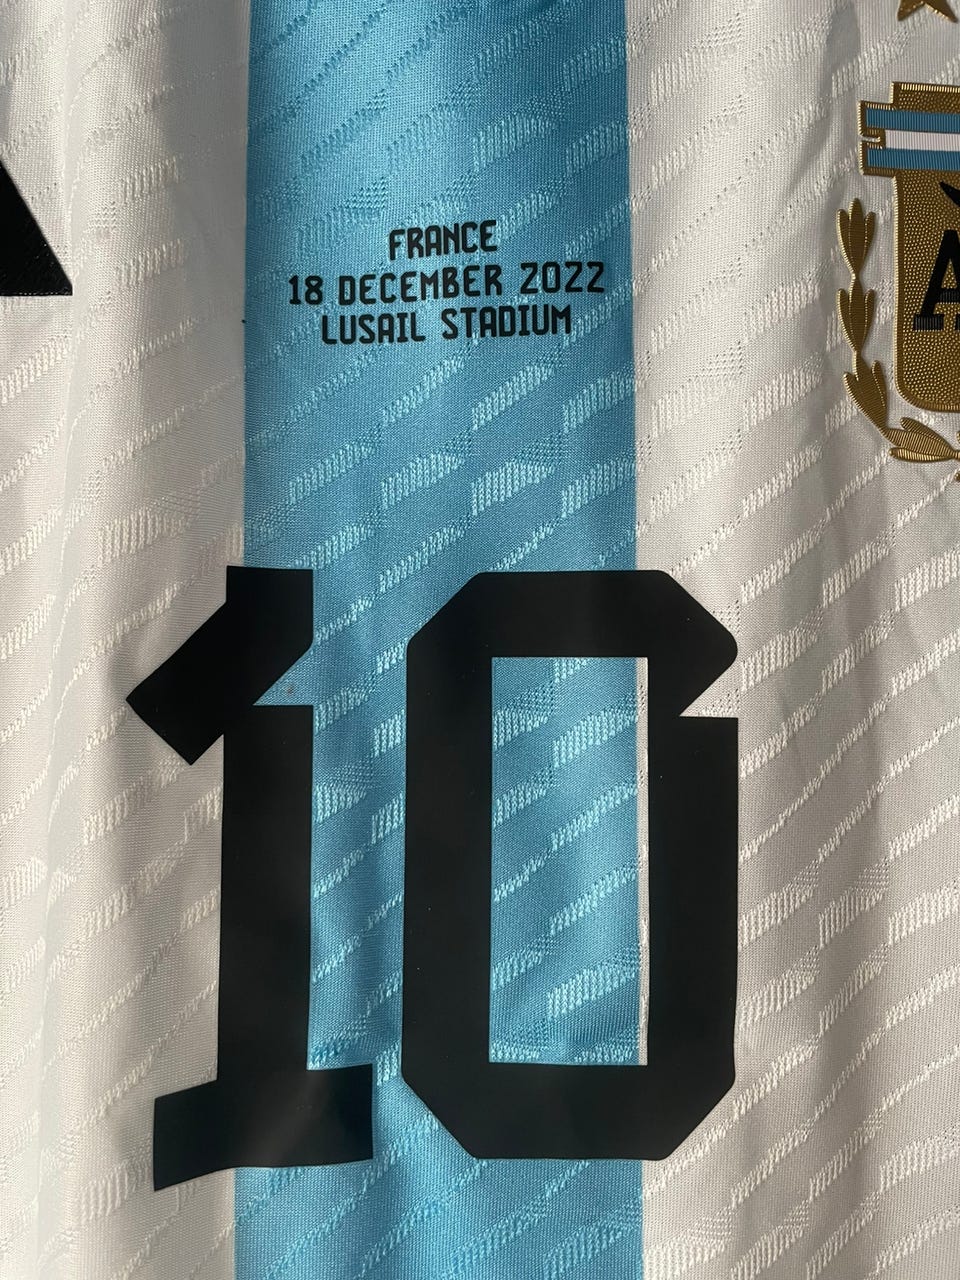 FRANCE
18 DECEMBER 2022
LUSAIL STADIUM
10